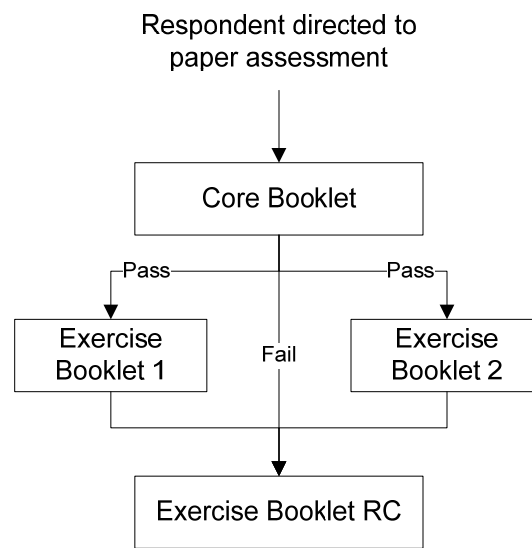 Respondent directed to
paper assessment
Core Booklet
Pass
Pass
Exercise
Booklet 1
Fail
Exercise
Booklet 2
Exercise Booklet RC